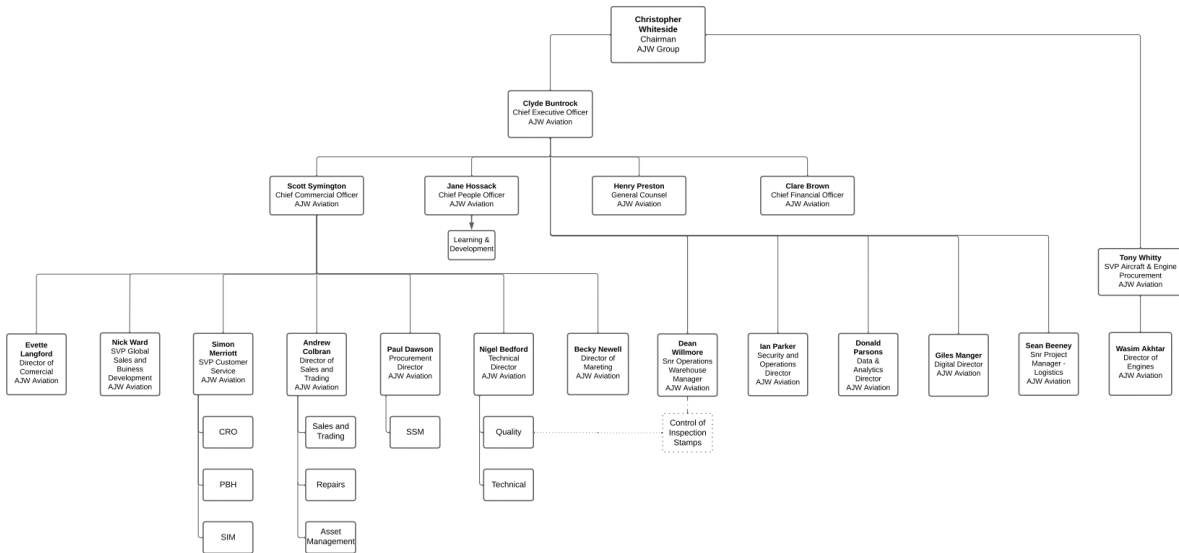 Christopher
Whiteside
Chairman
AJW Group
Clyde Buntrock
Chief Executive Officer
AJW Aviation
Scott Symington
Chief Commercial Officer
AJW Aviation
Jane Hossack
Chief People Officer
AJW Aviation
Henry Preston
General Counsel
AJW Aviation
Clare Brown
Chief Financial Officer
AJW Aviation
Learning &
Development
Tony Whitty
SVP Aircraft & Engine
Procurement
AJW Aviation
Evette
Langford
Director of
Comercial
AJW Aviation
Nick Ward
SVP Global
Sales and
Buiness
Development
AJW Aviation
Simon
Merriott
SVP Customer
Service
AJW Aviation
Andrew
Colbran
Director of
Sales and
Trading
AJW Aviation
Paul Dawson
Procurement
Director
AJW Aviation
Nigel Bedford
Technical
Director
AJW Aviation
Becky Newell
Director of
Mareting
AJW Aviation
Dean
Willmore
Snr Operations
Warehouse
Manager
AJW Aviation
Ian Parker
Security and
Operations
Director
AJW Aviation
Donald
Parsons
Data &
Analytics
Director
AJW Aviation
Giles Manger
Digital Director
AJW Aviation
Sean Beeney
Snr Project
Manager -
Logistics
AJW Aviation
Wasim Akhtar
Director of
Engines
AJW Aviation
CRO
Sales and
Trading
SSM
Quality
Control of
Inspection
Stamps
PBH
Repairs
Technical
SIM
Asset
Management